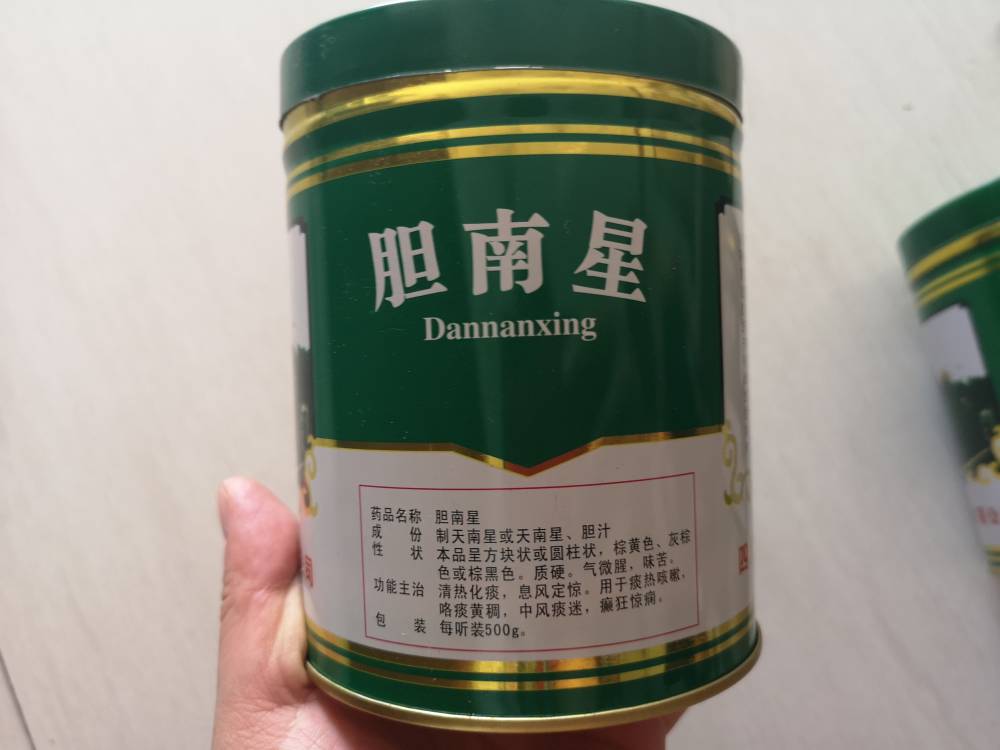 胆南星
Dannanxing
药品名称 胆南星
成份 制天南星或天南星、胆汁
性状 本品呈方块状或圆柱状，棕黄色、灰棕
色或棕黑色。质硬。气微腥，味苦。
功能主治 清热化痰，息风定惊。用于痰热咳嗽，
咯痰黄稠，中风痰迷，癫狂惊痫。
包装 每听装500g。
司
四